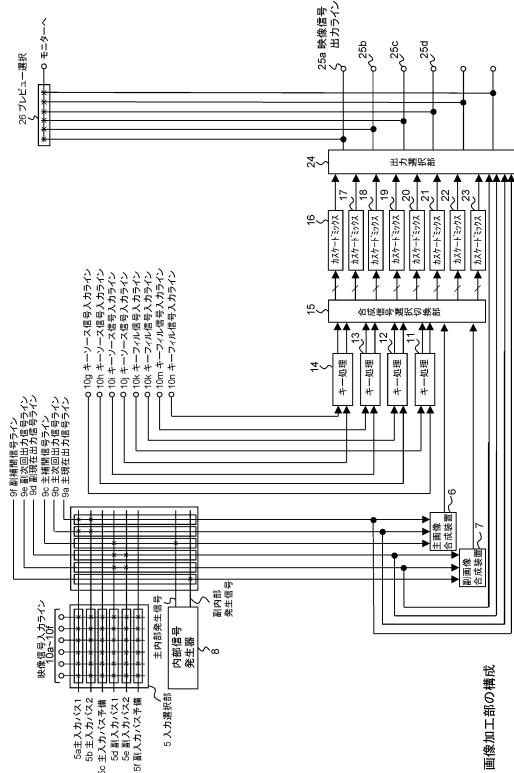 26 プレビュー選択
モニターへ
25a 映像信号
出力ライン
25b
25c
25d
24
出力選択部
16
17
18
19
20
21
22
23
カスケードミックス
カスケードミックス
カスケードミックス
カスケードミックス
カスケードミックス
カスケードミックス
カスケードミックス
15
合成信号選択切換部
14
13
12
11
キー処理
キー処理
キー処理
キー処理
10g キーソース信号入力ライン
10h キーソース信号入力ライン
10i キーソース信号入力ライン
10j キーソース信号入力ライン
10k キーフィル信号入力ライン
10k キーフィル信号入力ライン
10m キーフィル信号入力ライン
10n キーフィル信号入力ライン
9f 副補間信号ライン
9e 副次回出力信号ライン
9d 副現在出力信号ライン
9c 主補間信号ライン
9b 主次回出力信号ライン
9a 主現在出力信号ライン
6
主画像
合成装置
7
副画像
合成装置
映像信号入力ライン
10a~10f
主内部発生信号
副内部発生信号
内部信号
発生器
8
5 入力選択部
5a主入力バス1
5b 主入力バス2
5c主入力バス予備
5d 副入力バス1
5e 副入力バス2
5f 副入力バス予備
画像加工部の構成